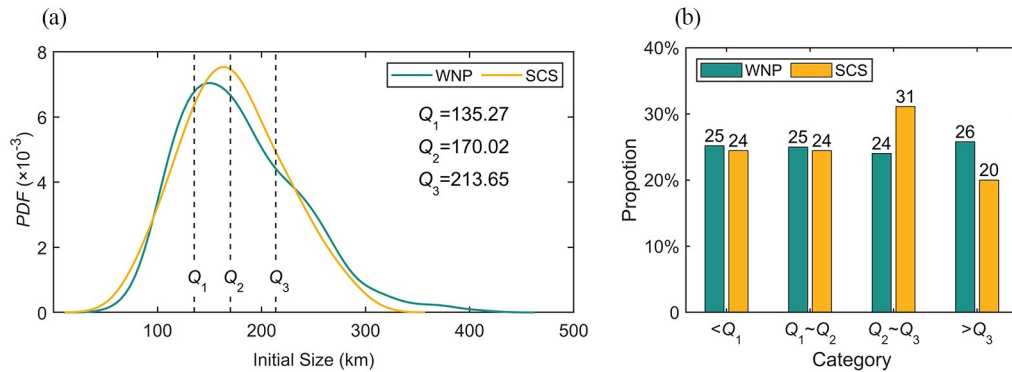 (a)
8
6
4
2
0
PDF (×10⁻³)
WNP SCS
Q₁=135.27
Q₂=170.02
Q₃=213.65
Q₁ Q₂ Q₃
100 200 300 400 500
Initial Size (km)
(b)
40%
30%
20%
10%
0
Propotion
WNP SCS
25 24 25 24 24 31 26 20
<Q₁ Q₁~Q₂ Q₂~Q₃ >Q₃
Category